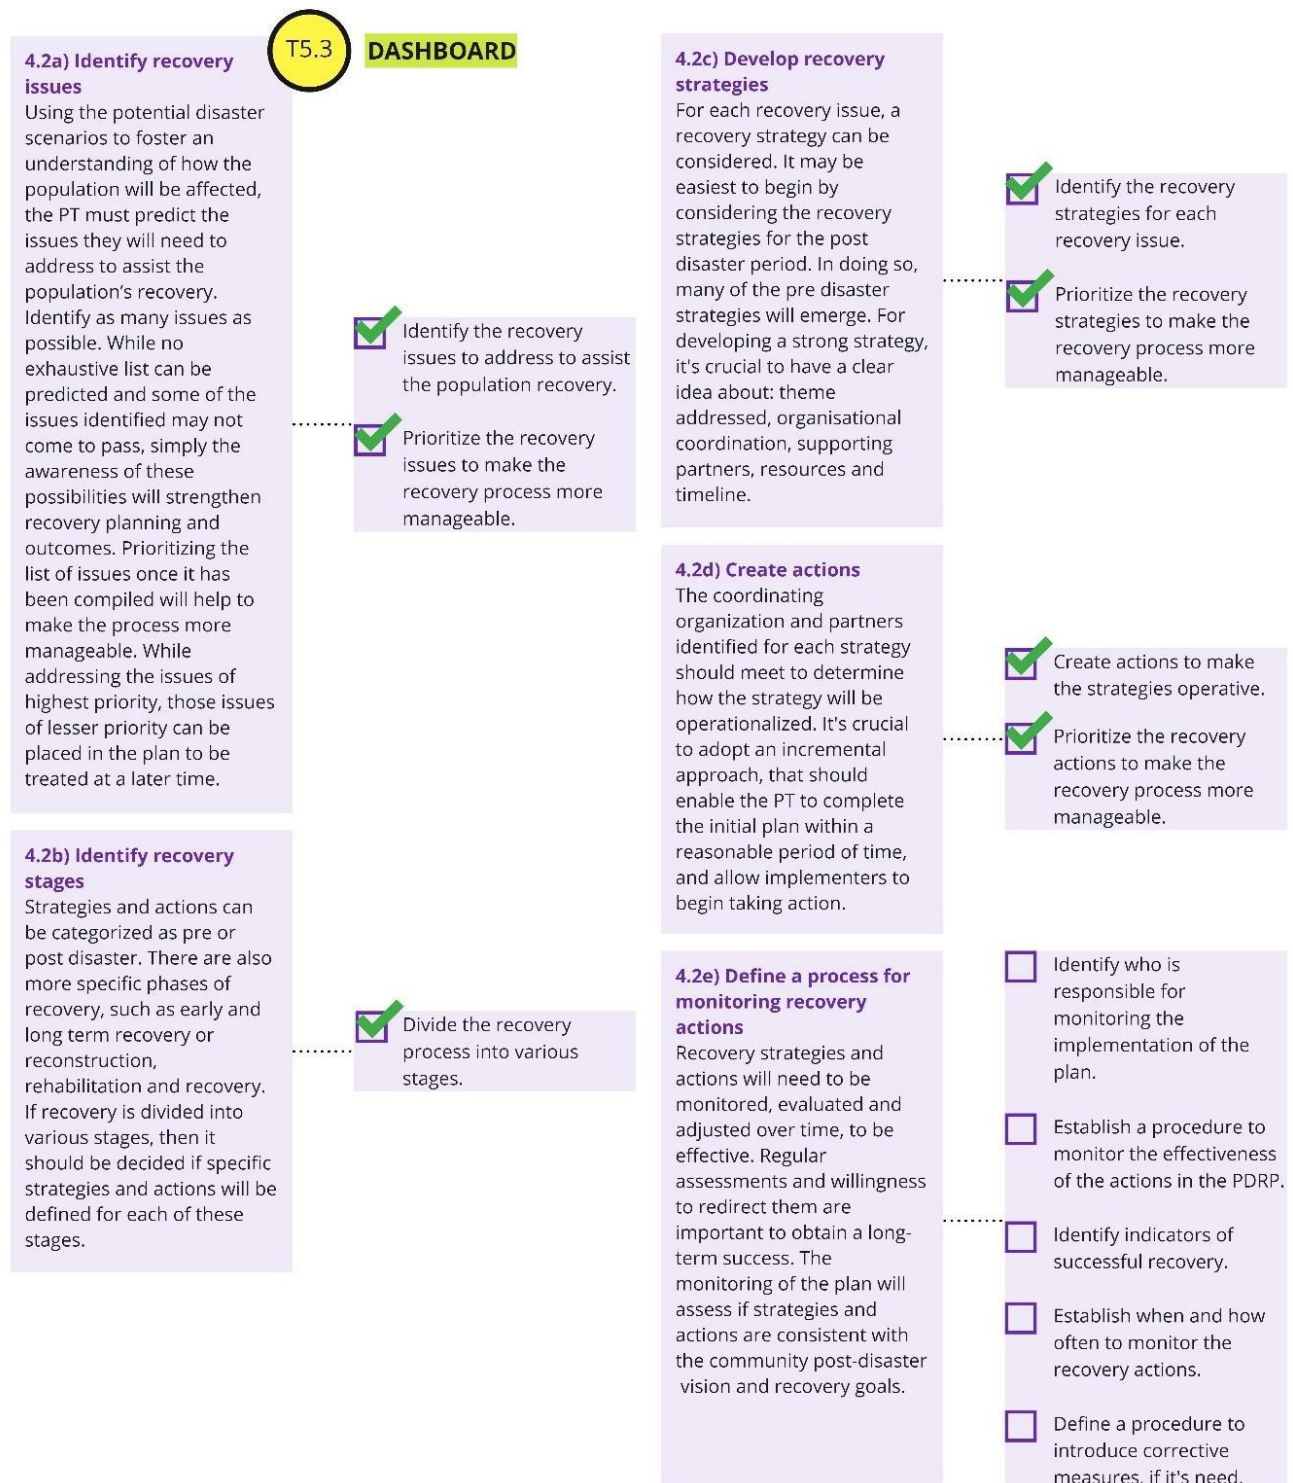 T5.3
DASHBOARD
4.2a) Identify recovery
issues
Using the potential disaster
scenarios to foster an
understanding of how the
population will be affected,
the PT must predict the
issues they will need to
address to assist the
population's recovery.
Identify as many issues as
possible. While no
exhaustive list can be
predicted and some of the
issues identified may not
come to pass, simply the
awareness of these
possibilities will strengthen
recovery planning and
outcomes. Prioritizing the
list of issues once it has
been compiled will help to
make the process more
manageable. While
addressing the issues of
highest priority, those issues
of lesser priority can be
placed in the plan to be
treated at a later time.
Identify the recovery
issues to address to assist
the population recovery.
Prioritize the recovery
issues to make the
recovery process more
manageable.
4.2b) Identify recovery
stages
Strategies and actions can
be categorized as pre or
post disaster. There are also
more specific phases of
recovery, such as early and
long term recovery or
reconstruction,
rehabilitation and recovery.
If recovery is divided into
various stages, then it
should be decided if specific
strategies and actions will be
defined for each of these
stages.
Divide the recovery
process into various
stages.
4.2c) Develop recovery
strategies
For each recovery issue, a
recovery strategy can be
considered. It may be
easiest to begin by
considering the recovery
strategies for the post
disaster period. In doing so,
many of the pre disaster
strategies will emerge. For
developing a strong strategy,
it's crucial to have a clear
idea about: theme
addressed, organisational
coordination, supporting
partners, resources and
timeline.
Identify the recovery
strategies for each
recovery issue.
Prioritize the recovery
strategies to make the
recovery process more
manageable.
4.2d) Create actions
The coordinating
organization and partners
identified for each strategy
should meet to determine
how the strategy will be
operationalized. It's crucial
to adopt an incremental
approach, that should
enable the PT to complete
the initial plan within a
reasonable period of time,
and allow implementers to
begin taking action.
Create actions to make
the strategies operative.
Prioritize the recovery
actions to make the
recovery process more
manageable.
4.2e) Define a process for
monitoring recovery
actions
Recovery strategies and
actions will need to be
monitored, evaluated and
adjusted over time, to be
effective. Regular
assessments and willingness
to redirect them are
important to obtain a long-
term success. The
monitoring of the plan will
assess if strategies and
actions are consistent with
the community post-disaster
vision and recovery goals.
Identify who is
responsible for
monitoring the
implementation of the
plan.
Establish a procedure to
monitor the effectiveness
of the actions in the PDRP.
Identify indicators of
successful recovery.
Establish when and how
often to monitor the
recovery actions.
Define a procedure to
introduce corrective
measures, if it's need.